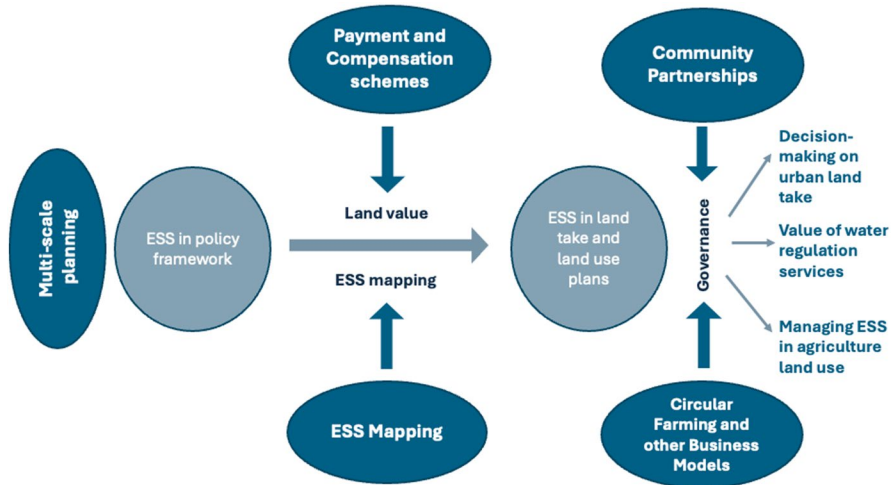 Payment and
Compensation
schemes
Community
Partnerships
Multi-scale
planning
ESS in policy
framework
Land value
ESS mapping
ESS in land
take and
land use
plans
Governance
Decision-
making on
urban land
take
Value of water
regulation
services
Managing ESS
in agriculture
land use
ESS Mapping
Circular
Farming and
other Business
Models